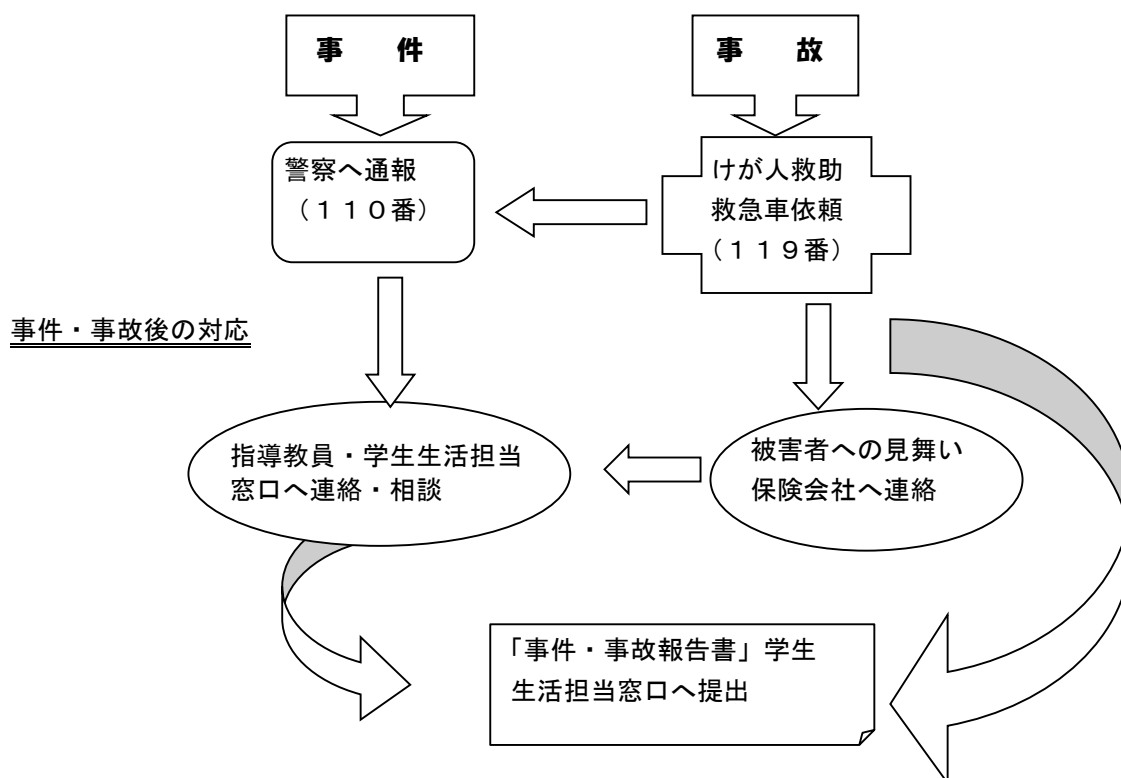 事　件
事　故
警察へ通報
（１１０番）
けが人救助
救急車依頼
（１１９番）
事件・事故後の対応
指導教員・学生生活担当
窓口へ連絡・相談
被害者への見舞い
保険会社へ連絡
「事件・事故報告書」学生
生活担当窓口へ提出